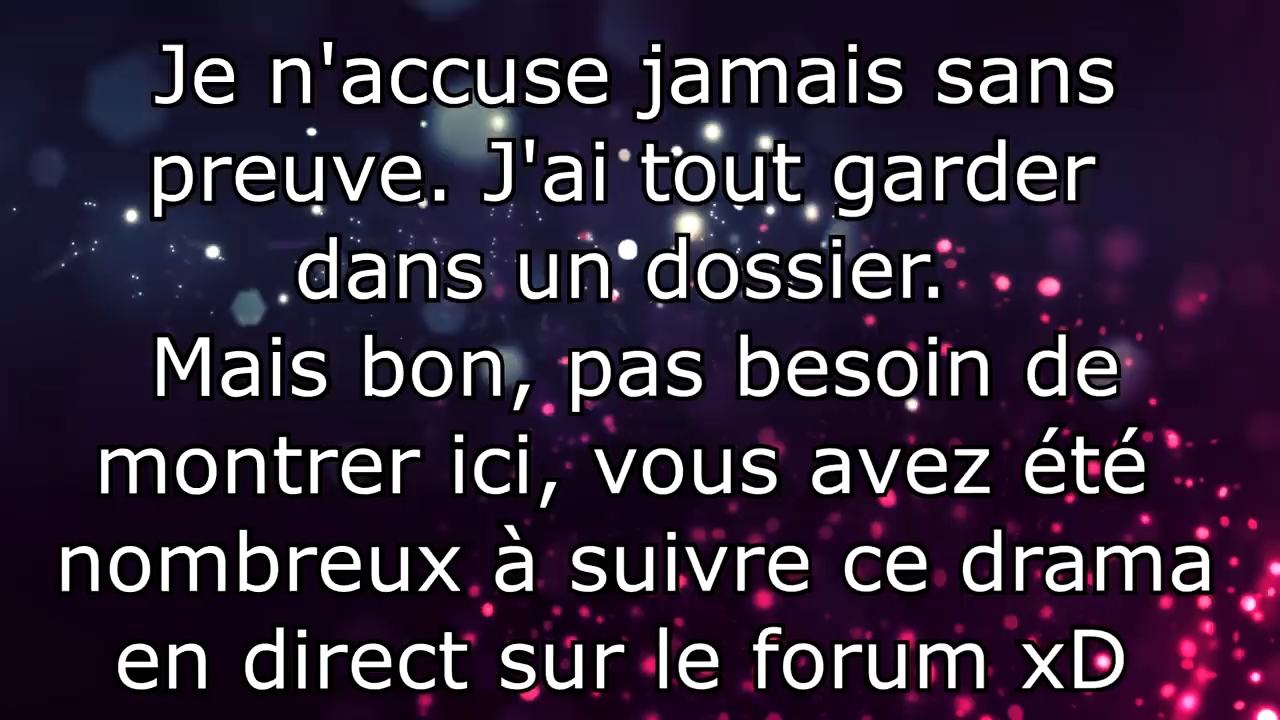 Je n'accuse jamais sans
preuve. J'ai tout garder
dans un dossier.
Mais bon, pas besoin de
montrer ici, vous avez été
nombreux à suivre ce drama
en direct sur le forum xD